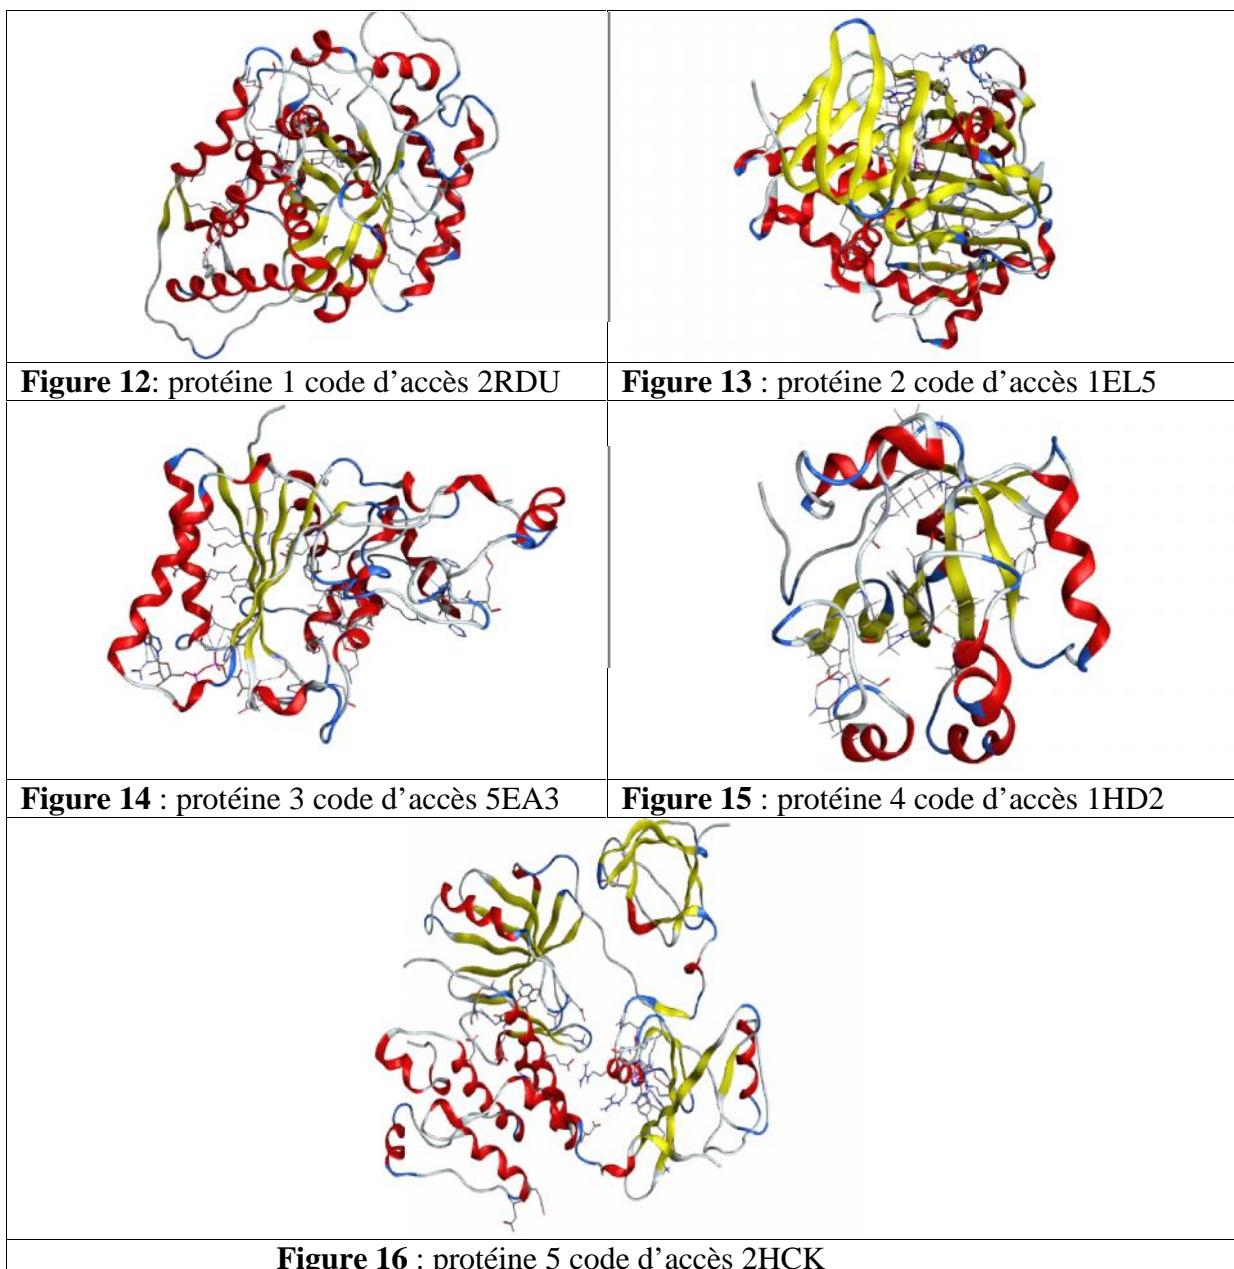 Figure 12: protéine 1 code d’accès 2RDU
Figure 13 : protéine 2 code d’accès 1EL5
Figure 14 : protéine 3 code d’accès 5EA3
Figure 15 : protéine 4 code d’accès 1HD2
Figure 16 : protéine 5 code d’accès 2HCK